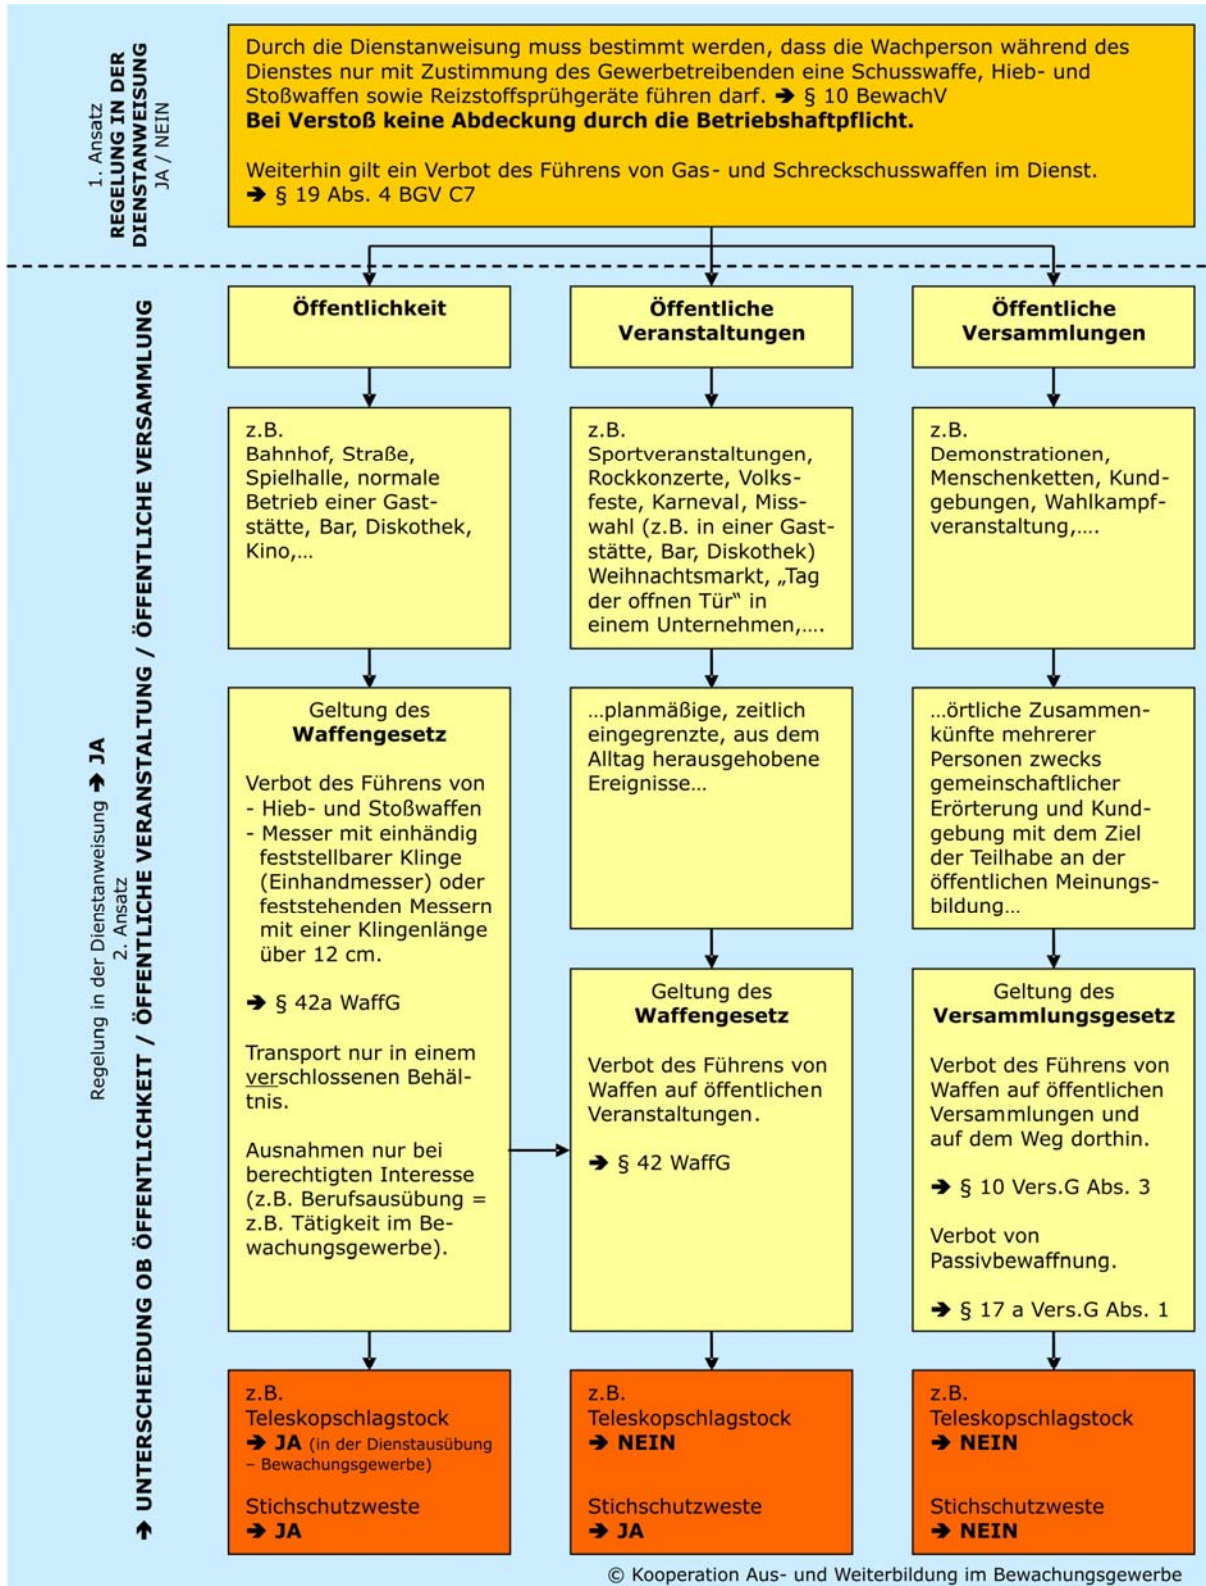 1. Ansatz
REGELUNG IN DER
DIENSTANWEISUNG
JA / NEIN
Durch die Dienstanweisung muss bestimmt werden, dass die Wachperson während des
Dienstes nur mit Zustimmung des Gewerbetreibenden eine Schusswaffe, Hieb- und
Stoßwaffen sowie Reizstoffsprühgeräte führen darf. ➔ § 10 BewachV
Bei Verstoß keine Abdeckung durch die Betriebshaftpflicht.
Weiterhin gilt ein Verbot des Führens von Gas- und Schreckschusswaffen im Dienst.
➔ § 19 Abs. 4 BGV C7
Regelung in der Dienstanweisung ➔ JA
2. Ansatz
➔ UNTERSCHEIDUNG OB ÖFFENTLICHKEIT / ÖFFENTLICHE VERANSTALTUNG / ÖFFENTLICHE VERSAMMLUNG
Öffentlichkeit
z.B.
Bahnhof, Straße,
Spielhalle, normale
Betrieb einer Gast-
stätte, Bar, Diskothek,
Kino,...
Geltung des
Waffengesetz
Verbot des Führens von
- Hieb- und Stoßwaffen
- Messer mit einhändig
feststellbarer Klinge
(Einhandmesser) oder
feststehenden Messern
mit einer Klingenlänge
über 12 cm.
➔ § 42a WaffG
Transport nur in einem
verschlossenen Behält-
nis.
Ausnahmen nur bei
berechtigten Interesse
(z.B. Berufsausübung =
z.B. Tätigkeit im Be-
wachungsgewerbe).
z.B.
Teleskopschlagstock
➔ JA (in der Dienstausübung
– Bewachungsgewerbe)
Stichschutzweste
➔ JA
Öffentliche
Veranstaltungen
z.B.
Sportveranstaltungen,
Rockkonzerte, Volks-
feste, Karneval, Miss-
wahl (z.B. in einer Gast-
stätte, Bar, Diskothek)
Weihnachtsmarkt, „Tag
der offnen Tür“ in
einem Unternehmen,....
...planmäßige, zeitlich
eingegrenzte, aus dem
Alltag herausgehobene
Ereignisse...
Geltung des
Waffengesetz
Verbot des Führens von
Waffen auf öffentlichen
Veranstaltungen.
➔ § 42 WaffG
z.B.
Teleskopschlagstock
➔ NEIN
Stichschutzweste
➔ JA
Öffentliche
Versammlungen
z.B.
Demonstrationen,
Menschenketten, Kund-
gebungen, Wahlkampf-
veranstaltung,....
...örtliche Zusammen-
künfte mehrerer
Personen zwecks
gemeinschaftlicher
Erörterung und Kund-
gebung mit dem Ziel
der Teilhabe an der
öffentlichen Meinungs-
bildung...
Geltung des
Versammlungsgesetz
Verbot des Führens von
Waffen auf öffentlichen
Versammlungen und
auf dem Weg dorthin.
➔ § 10 Vers.G Abs. 3
Verbot von
Passivbewaffnung.
➔ § 17 a Vers.G Abs. 1
z.B.
Teleskopschlagstock
➔ NEIN
Stichschutzweste
➔ NEIN
© Kooperation Aus- und Weiterbildung im Bewachungsgewerbe